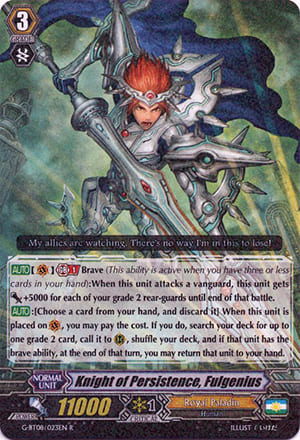 3
GRADE
My allies are watching. There's no way I'm in this to lose!
AUTO Brave (This ability is active when you have three or less
cards in your hand):When this unit attacks a vanguard, this unit gets
+5000 for each of your grade 2 rear-guards until end of that battle.
AUTO :[Choose a card from your hand, and discard it] When this unit is
placed on , you may pay the cost. If you do, search your deck for up to
one grade 2 card, call it to , shuffle your deck, and if that unit has the
brave ability, at the end of that turn, you may return that unit to your hand.
NORMAL UNIT
Knight of Persistence, Fulgenius
POWER 11000 1 CRITICAL Royal Paladin
Human
G-BT08/023EN R